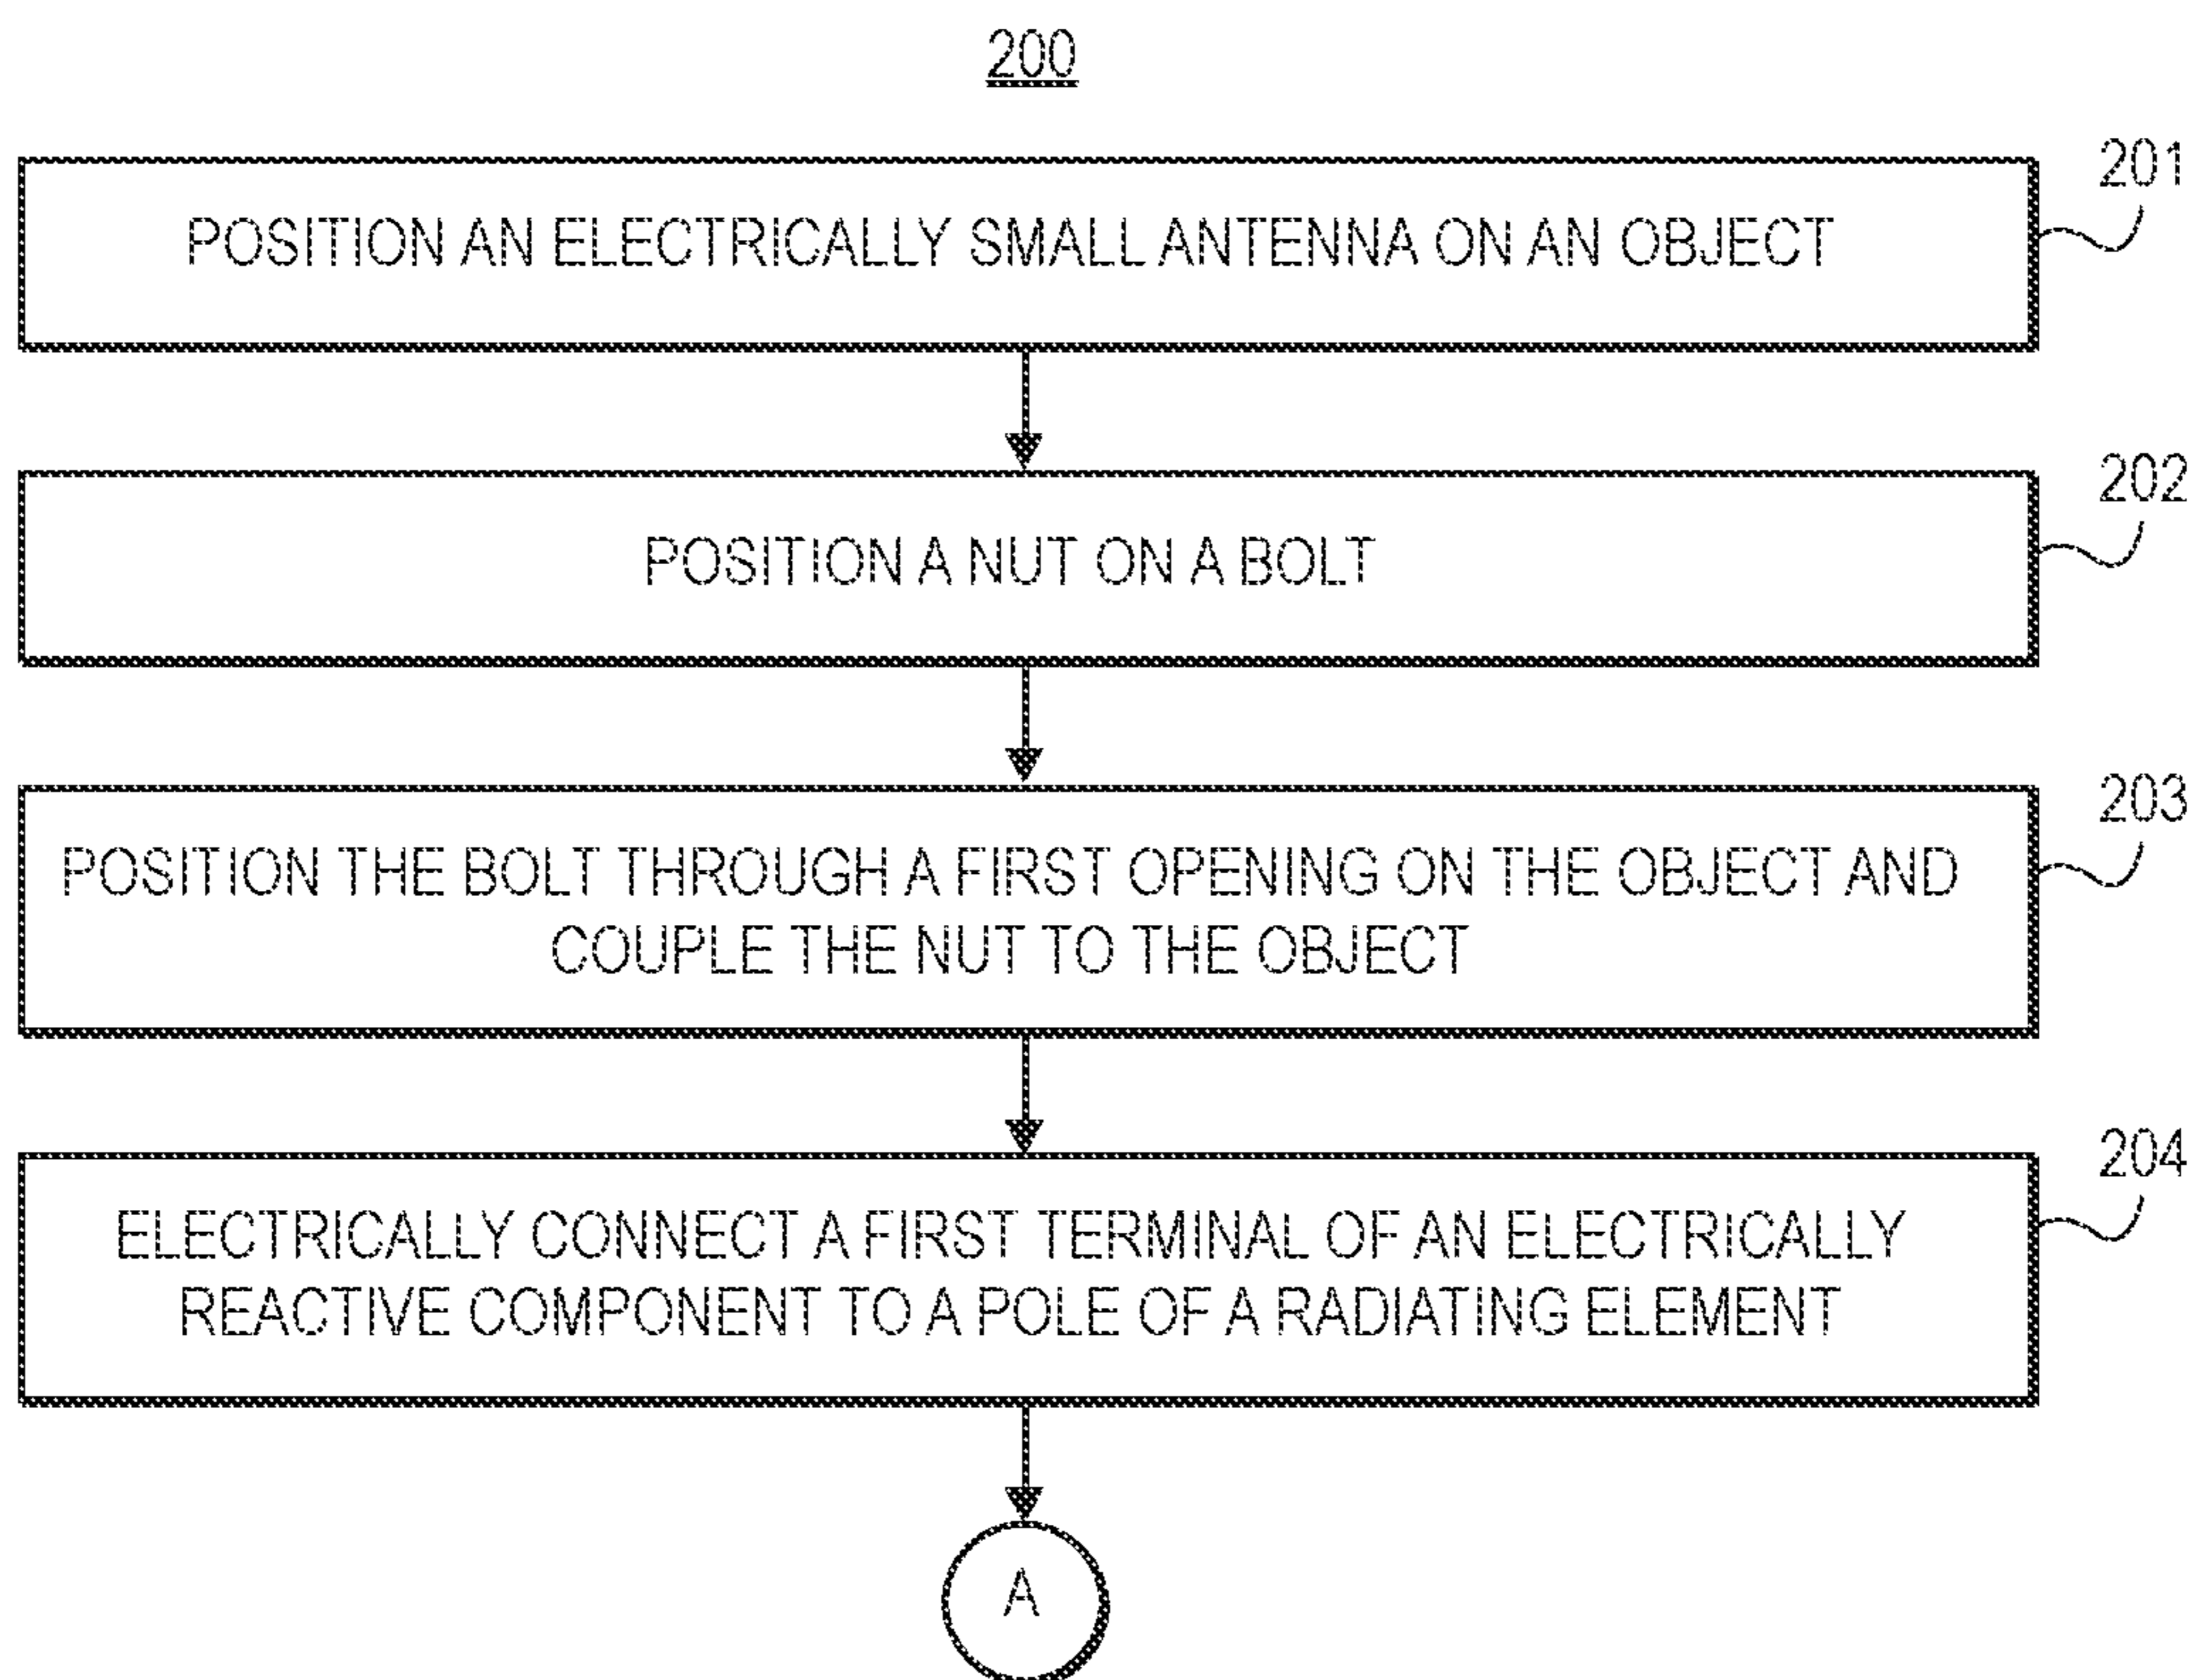 200
201
POSITION AN ELECTRICALLY SMALL ANTENNA ON AN OBJECT
202
POSITION A NUT ON A BOLT
203
POSITION THE BOLT THROUGH A FIRST OPENING ON THE OBJECT AND
COUPLE THE NUT TO THE OBJECT
204
ELECTRICALLY CONNECT A FIRST TERMINAL OF AN ELECTRICALLY
REACTIVE COMPONENT TO A POLE OF A RADIATING ELEMENT
A